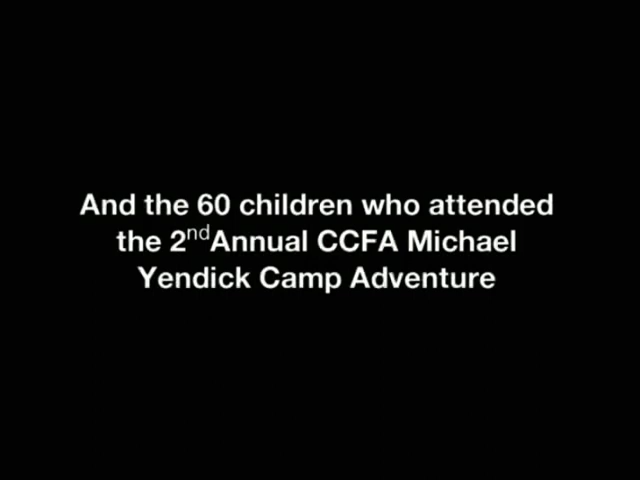 And the 60 children who attended
the 2nd Annual CCFA Michael
Yendick Camp Adventure